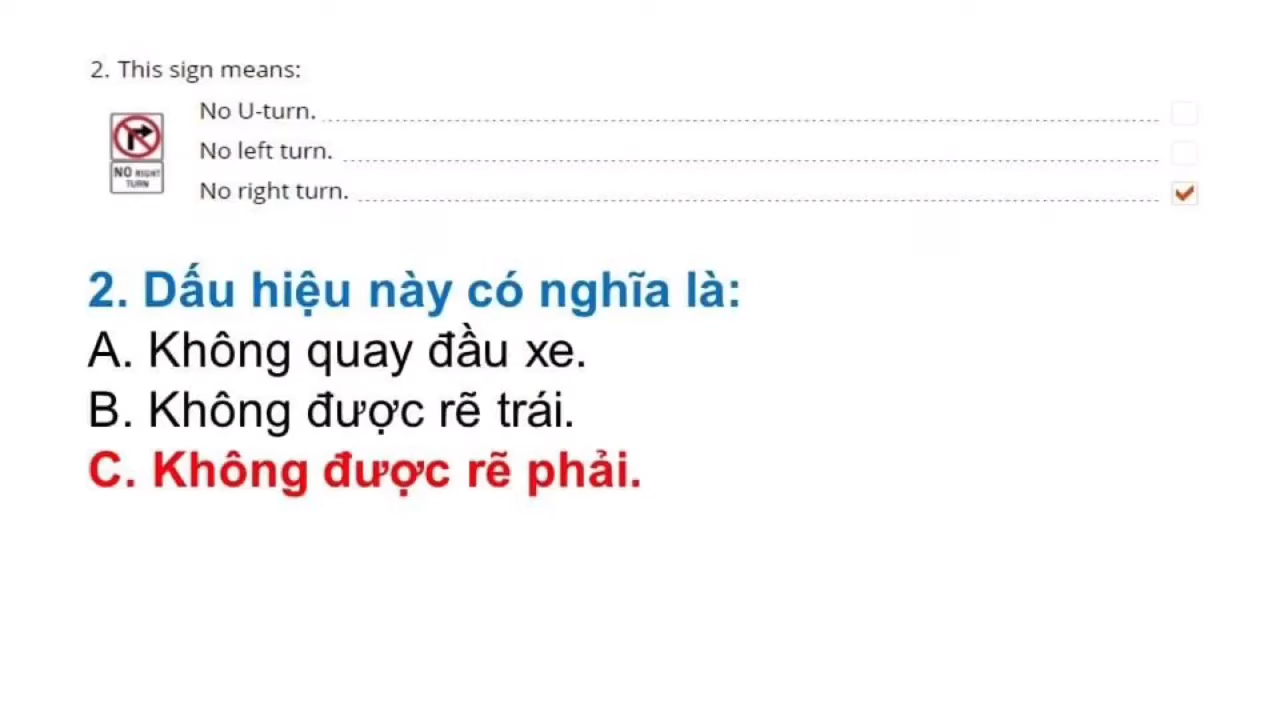 2. This sign means:
No U-turn.
No left turn.
NO RIGHT
TURN
No right turn.
2. Dấu hiệu này có nghĩa là:
A. Không quay đầu xe.
B. Không được rẽ trái.
C. Không được rẽ phải.